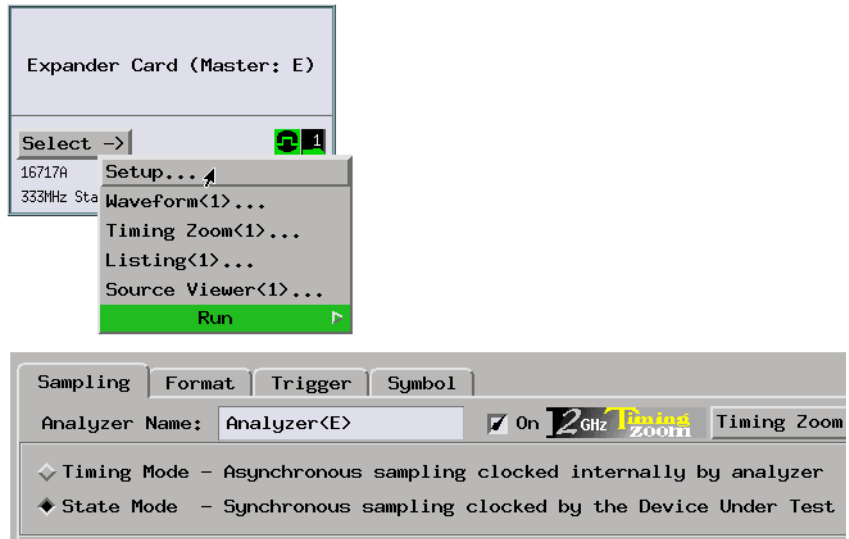 Expander Card (Master: E)
Select ->
1
16717A
333MHz Sta
Setup...
Waveform<1>...
Timing Zoom<1>...
Listing<1>...
Source Viewer<1>...
Run
Sampling Format Trigger Symbol
Analyzer Name: Analyzer<E> On 2GHz Timing zoom Timing Zoom
Timing Mode - Asynchronous sampling clocked internally by analyzer
State Mode - Synchronous sampling clocked by the Device Under Test